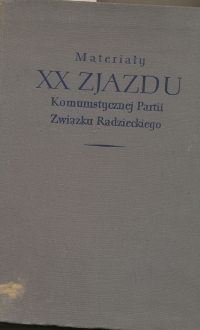 Materiały
XX ZJAZDU
Komunistycznej Partii
Związku Radzieckiego